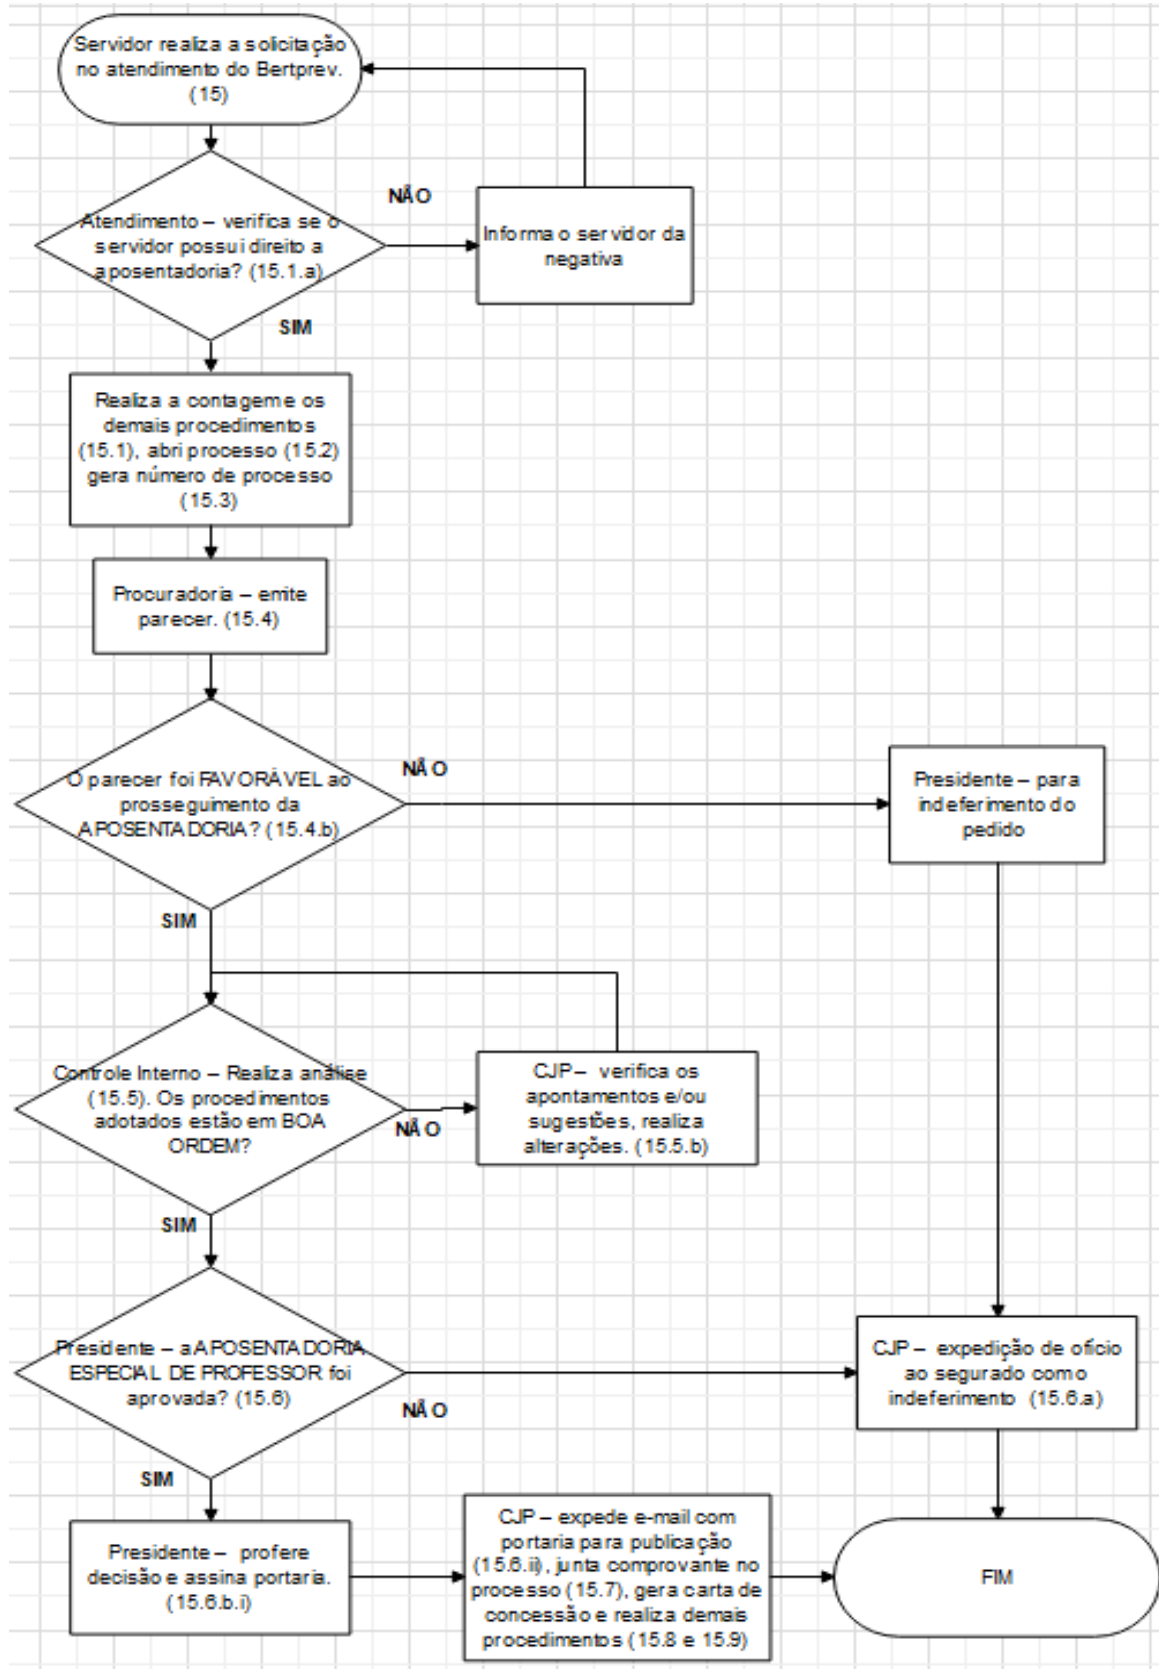 Servidor realiza a solicitação
no atendimento do Bertprev.
(15)
NÃO
Atendimento – verifica se o
servidor possui direito a
aposentadoria? (15.1.a)
Informa o servidor da
negativa
SIM
Realiza a contagem e os
demais procedimentos
(15.1), abri processo (15.2)
gera número de processo
(15.3)
Procuradoria – emite
parecer. (15.4)
O parecer foi FAVORÁVEL ao
prosseguimento da
APOSENTADORIA? (15.4.b)
NÃO
Presidente – para
indeferimento do
pedido
SIM
Controle Interno – Realiza análise
(15.5). Os procedimentos
adotados estão em BOA
ORDEM?
NÃO
CJP – verifica os
apontamentos e/ou
sugestões, realiza
alterações. (15.5.b)
SIM
Presidente – a APOSENTADORIA
ESPECIAL DE PROFESSOR foi
aprovada? (15.6)
NÃO
CJP – expedição de ofício
ao segurado como
indeferimento (15.6.a)
SIM
Presidente – profere
decisão e assina portaria.
(15.6.b.i)
CJP – expede e-mail com
portaria para publicação
(15.6.ii), junta comprovante no
processo (15.7), gera carta de
concessão e realiza demais
procedimentos (15.8 e 15.9)
FIM